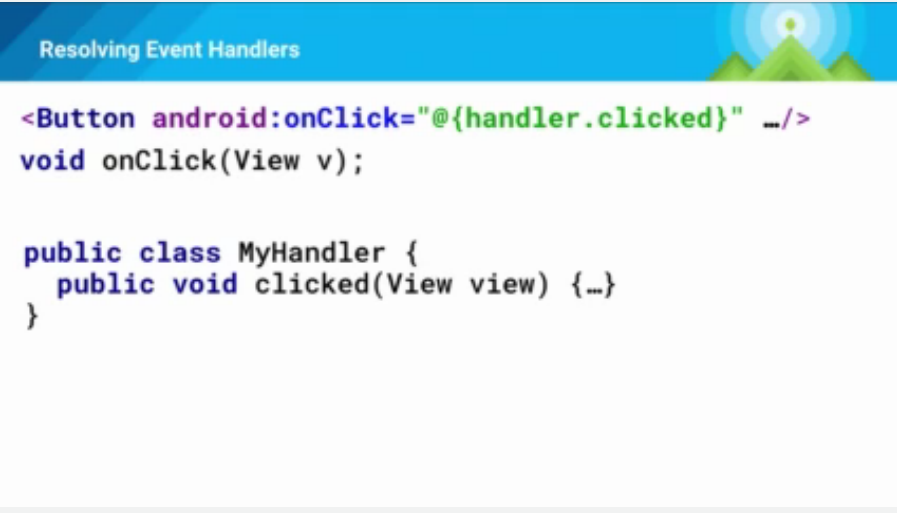 Resolving Event Handlers
<Button android:onClick="@{handler.clicked}" …/>
void onClick(View v);
public class MyHandler {
public void clicked(View view) {…}
}